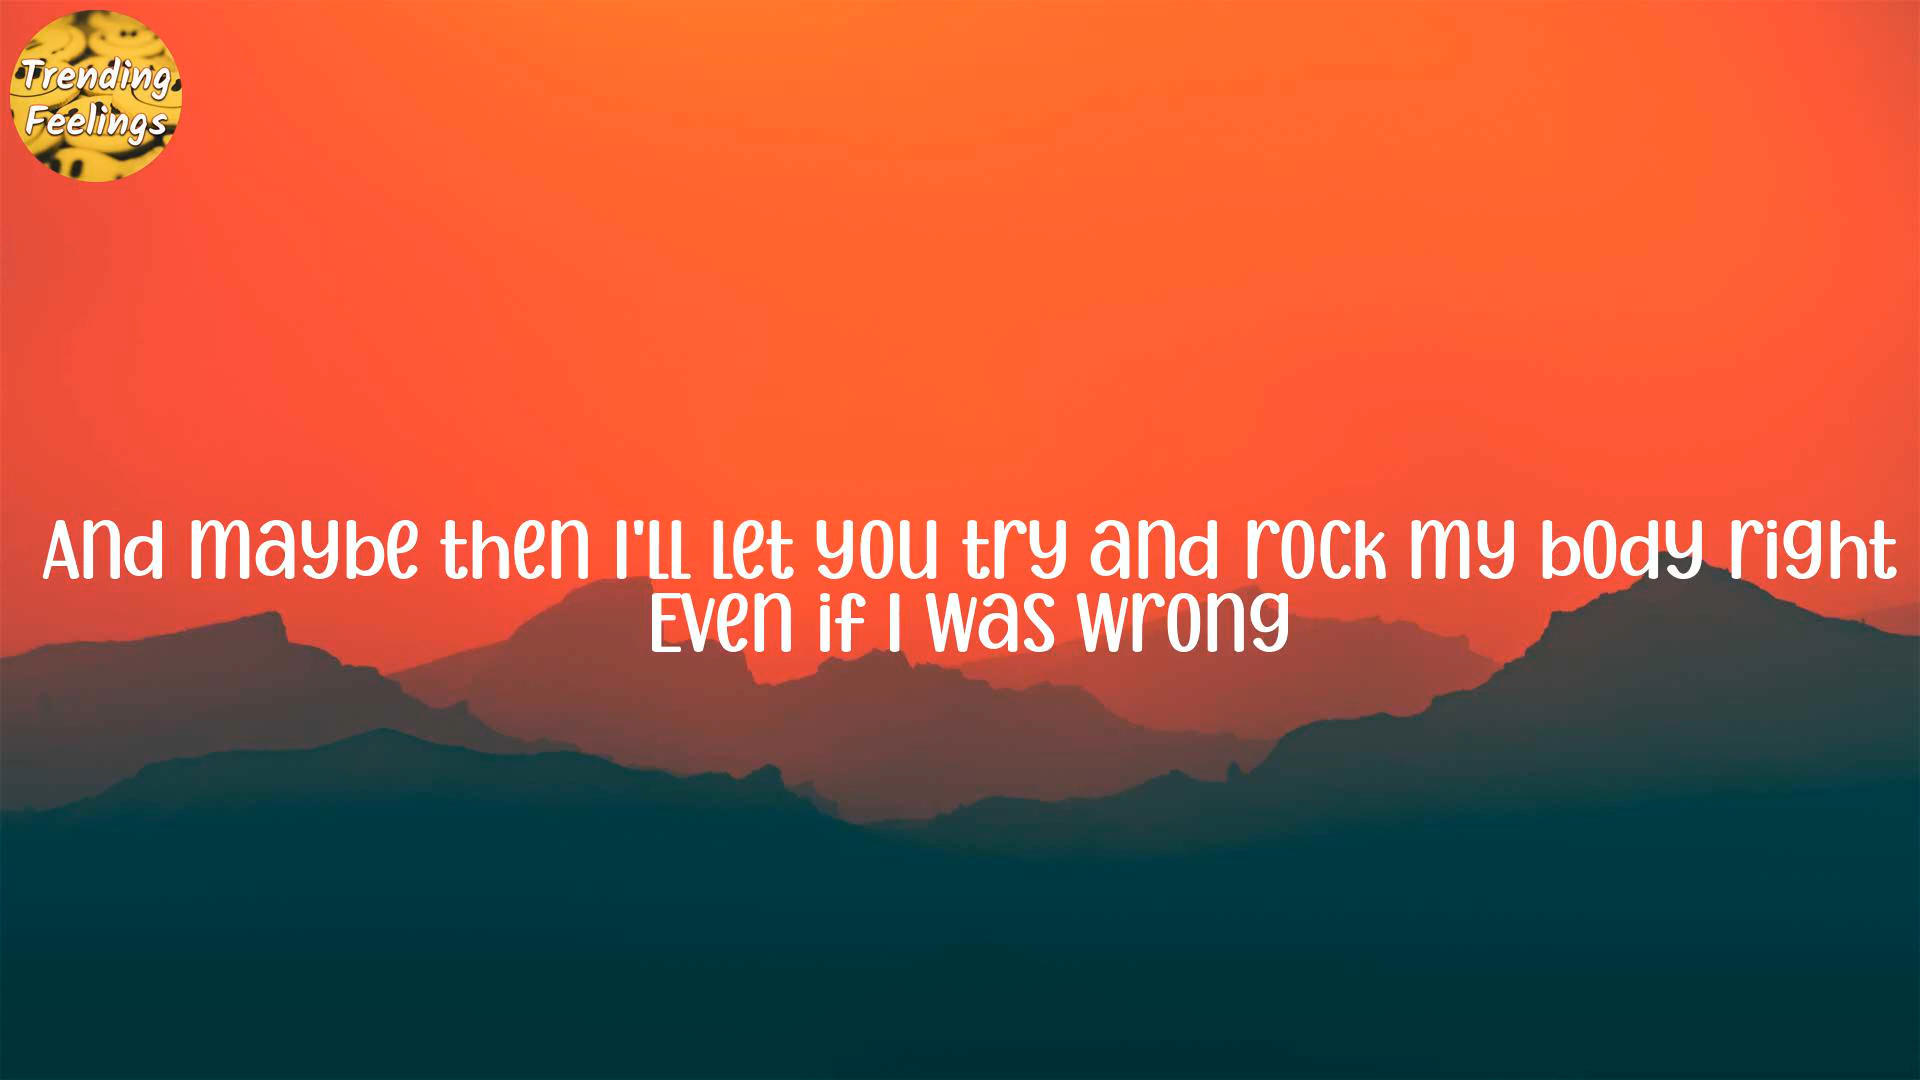 Trending
Feelings
And maybe then I'll let you try and rock my body right
Even if I was wrong